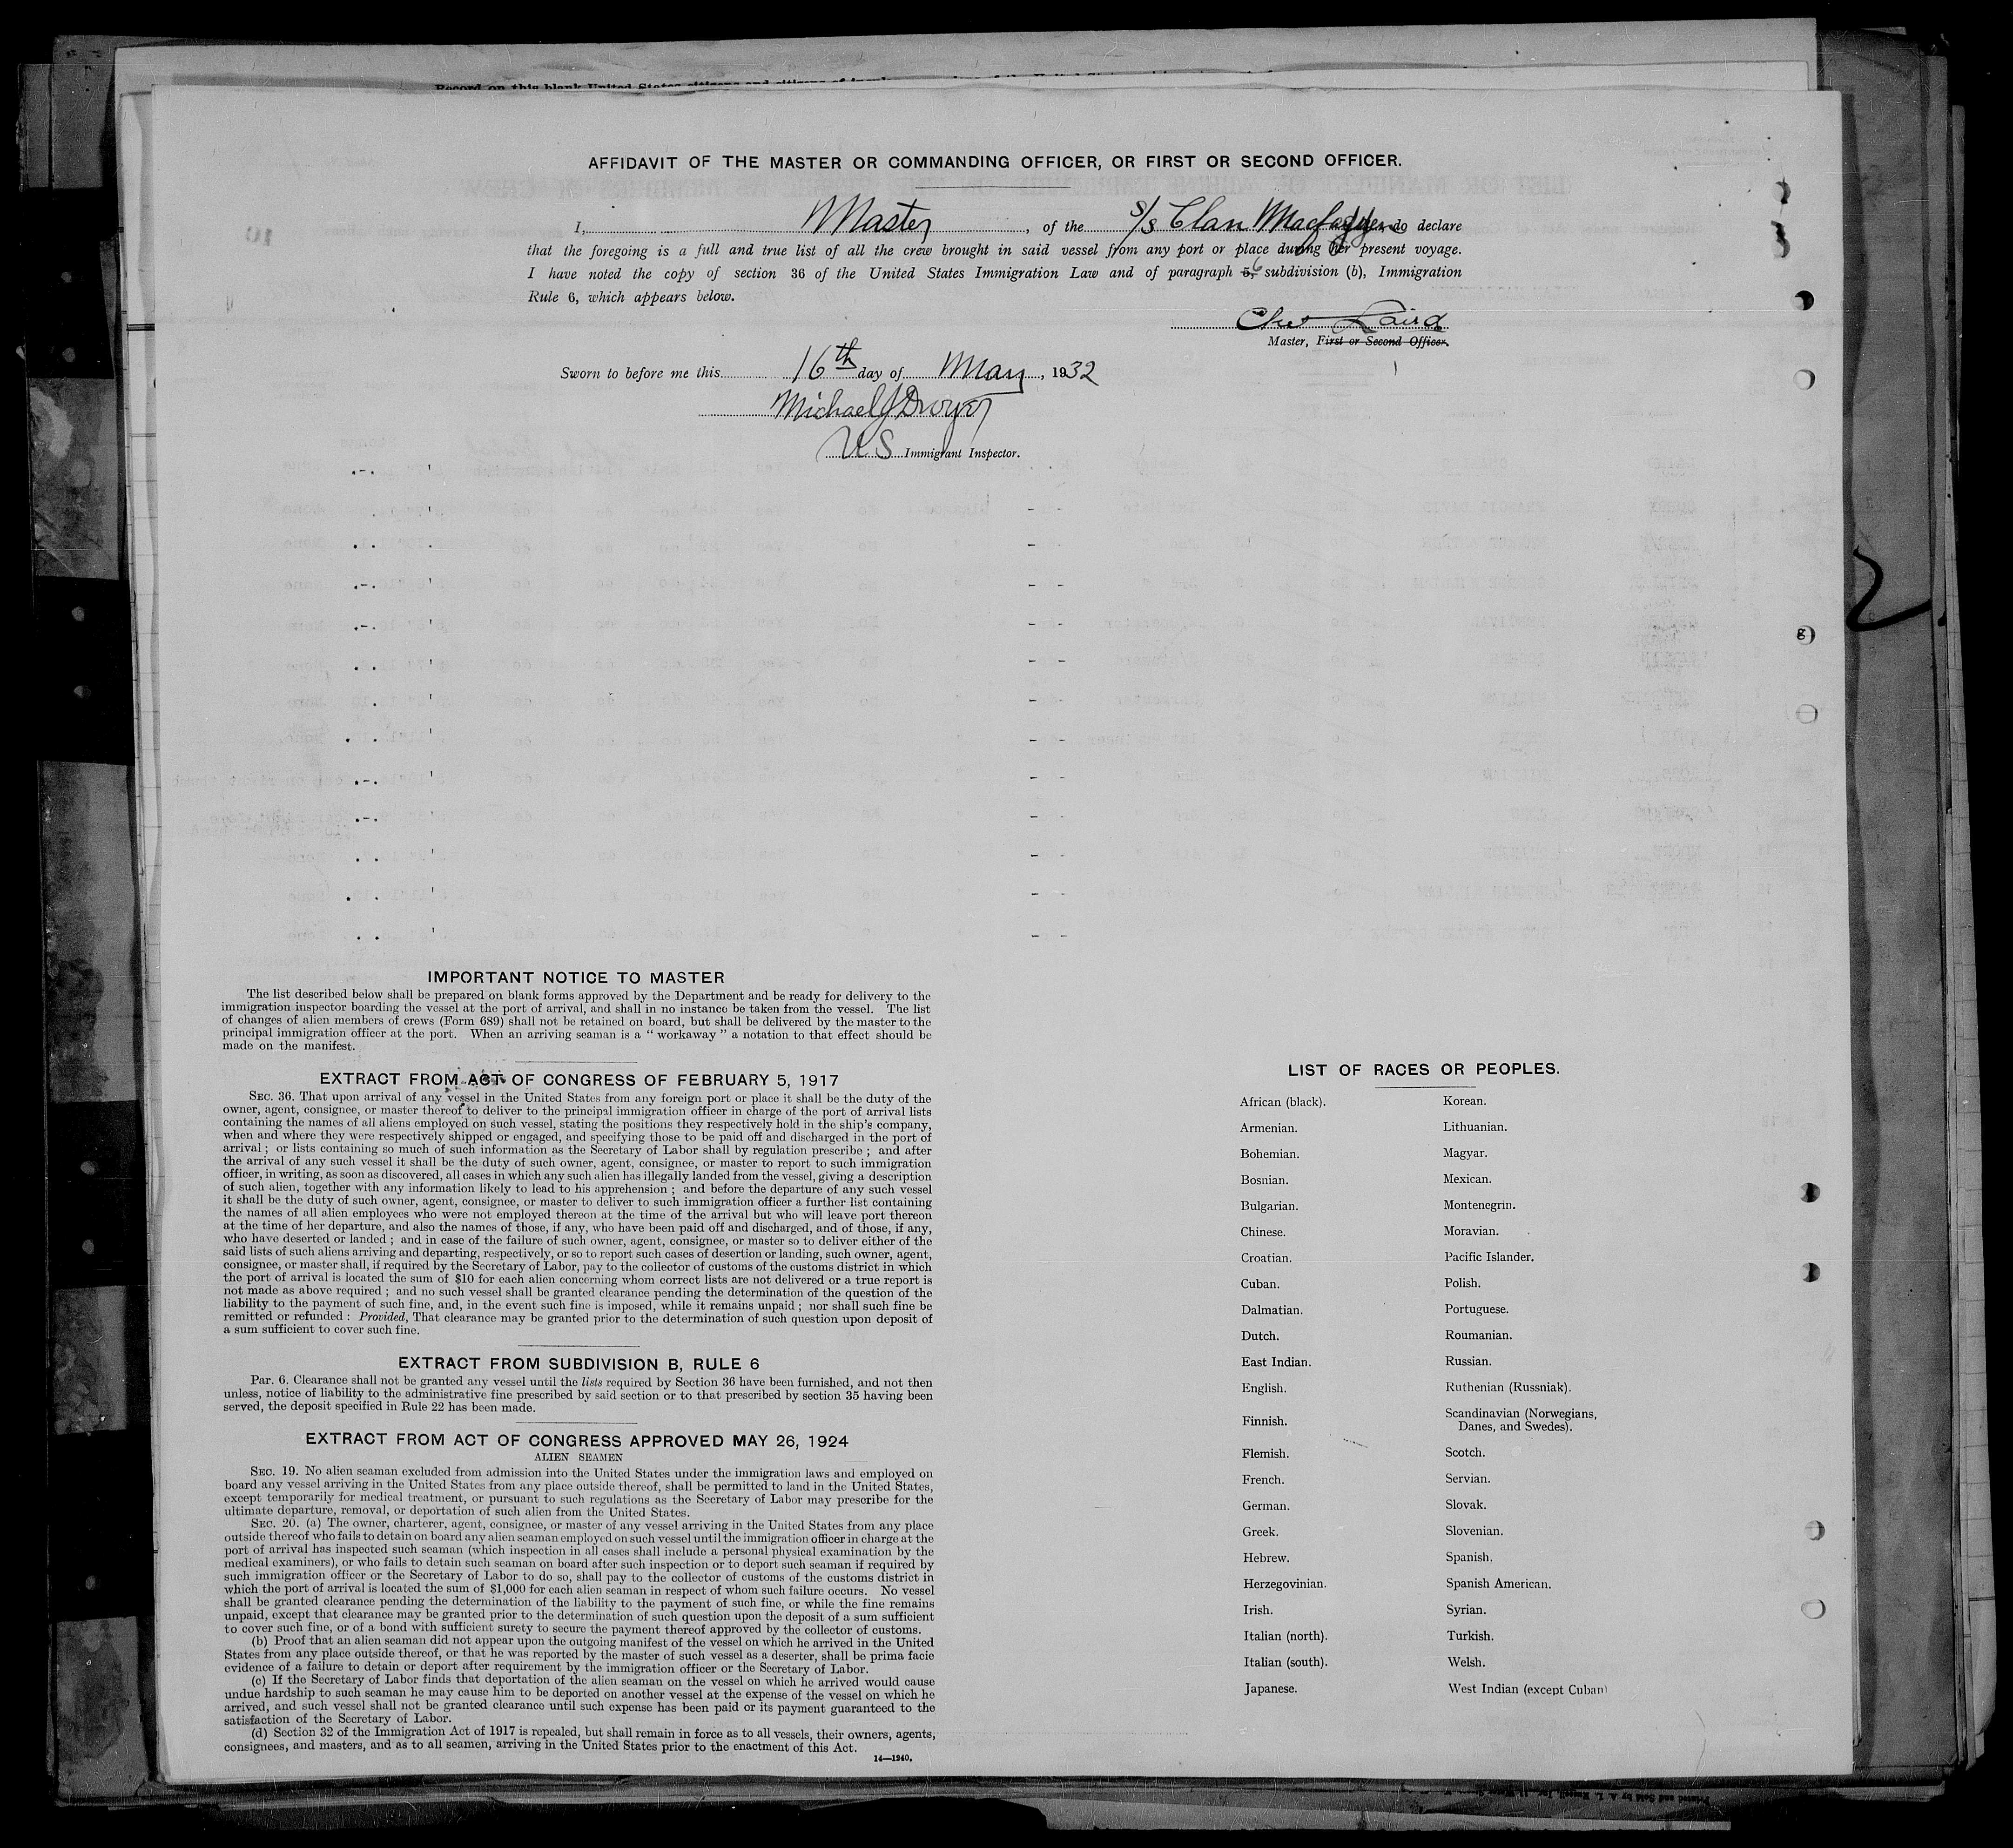 AFFIDAVIT OF THE MASTER OR COMMANDING OFFICER, OR FIRST OR SECOND OFFICER.
I, Master, of the S/S Clan Macfadyen do declare
that the foregoing is a full and true list of all the crew brought in said vessel from any port or place during her present voyage.
I have noted the copy of section 36 of the United States Immigration Law and of paragraph 5, 6 subdivision (b), Immigration
Rule 6, which appears below.
Laird
Master, First or Second Officer.
Sworn to before me this 16th day of May, 1932
Michael J Dwyer
US Immigrant Inspector.
IMPORTANT NOTICE TO MASTER
The list described below shall be prepared on blank forms approved by the Department and be ready for delivery to the
immigration inspector boarding the vessel at the port of arrival, and shall in no instance be taken from the vessel. The list
of changes of alien members of crews (Form 689) shall not be retained on board, but shall be delivered by the master to the
principal immigration officer at the port. When an arriving seaman is a "workaway" a notation to that effect should be
made on the manifest.
EXTRACT FROM ACT OF CONGRESS OF FEBRUARY 5, 1917
SEC. 36. That upon arrival of any vessel in the United States from any foreign port or place it shall be the duty of the
owner, agent, consignee, or master thereof to deliver to the principal immigration officer in charge of the port of arrival lists
containing the names of all aliens employed on such vessel, stating the positions they respectively hold in the ship's company,
when and where they were respectively shipped or engaged, and specifying those to be paid off and discharged in the port of
arrival; or lists containing so much of such information as the Secretary of Labor shall by regulation prescribe; and after
the arrival of any such vessel it shall be the duty of such owner, agent, consignee, or master to report to such immigration
officer, in writing, as soon as discovered, all cases in which any such alien has illegally landed from the vessel, giving a description
of such alien, together with any information likely to lead to his apprehension; and before the departure of any such vessel
it shall be the duty of such owner, agent, consignee, or master to deliver to such immigration officer a further list containing
the names of all alien employees who were not employed thereon at the time of the arrival but who will leave port thereon
at the time of her departure, and also the names of those, if any, who have been paid off and discharged, and of those, if any,
who have deserted or landed; and in case of the failure of such owner, agent, consignee, or master so to deliver either of the
said lists of such aliens arriving and departing, respectively, or so to report such cases of desertion or landing, such owner, agent,
consignee, or master shall, if required by the Secretary of Labor, pay to the collector of customs of the customs district in which
the port of arrival is located the sum of $10 for each alien concerning whom correct lists are not delivered or a true report is
not made as above required; and no such vessel shall be granted clearance pending the determination of the question of the
liability to the payment of such fine, and, in the event such fine is imposed, while it remains unpaid; nor shall such fine be
remitted or refunded: Provided, That clearance may be granted prior to the determination of such question upon deposit of
a sum sufficient to cover such fine.
EXTRACT FROM SUBDIVISION B, RULE 6
Par. 6. Clearance shall not be granted any vessel until the lists required by Section 36 have been furnished, and not then
unless, notice of liability to the administrative fine prescribed by said section or to that prescribed by section 35 having been
served, the deposit specified in Rule 22 has been made.
EXTRACT FROM ACT OF CONGRESS APPROVED MAY 26, 1924
ALIEN SEAMEN
SEC. 19. No alien seaman excluded from admission into the United States under the immigration laws and employed on
board any vessel arriving in the United States from any place outside thereof, shall be permitted to land in the United States,
except temporarily for medical treatment, or pursuant to such regulations as the Secretary of Labor may prescribe for the
ultimate departure, removal, or deportation of such alien from the United States.
SEC. 20. (a) The owner, charterer, agent, consignee, or master of any vessel arriving in the United States from any place
outside thereof who fails to detain on board any alien seaman employed on such vessel until the immigration officer in charge at the
port of arrival has inspected such seaman (which inspection in all cases shall include a personal physical examination by the
medical examiners), or who fails to detain such seaman on board after such inspection or to deport such seaman if required by
such immigration officer or the Secretary of Labor to do so, shall pay to the collector of customs of the customs district in
which the port of arrival is located the sum of $1,000 for each alien seaman in respect of whom such failure occurs. No vessel
shall be granted clearance pending the determination of the liability to the payment of such fine, or while the fine remains
unpaid, except that clearance may be granted prior to the determination of such question upon the deposit of a sum sufficient
to cover such fine, or of a bond with sufficient surety to secure the payment thereof approved by the collector of customs.
(b) Proof that an alien seaman did not appear upon the outgoing manifest of the vessel on which he arrived in the United
States from any place outside thereof, or that he was reported by the master of such vessel as a deserter, shall be prima facie
evidence of a failure to detain or deport after requirement by the immigration officer or the Secretary of Labor.
(c) If the Secretary of Labor finds that deportation of the alien seaman on the vessel on which he arrived would cause
undue hardship to such seaman he may cause him to be deported on another vessel at the expense of the vessel on which he
arrived, and such vessel shall not be granted clearance until such expense has been paid or its payment guaranteed to the
satisfaction of the Secretary of Labor.
(d) Section 32 of the Immigration Act of 1917 is repealed, but shall remain in force as to all vessels, their owners, agents,
consignees, and masters, and as to all seamen, arriving in the United States prior to the enactment of this Act.
14—1240.
LIST OF RACES OR PEOPLES.
African (black).
Armenian.
Bohemian.
Bosnian.
Bulgarian.
Chinese.
Croatian.
Cuban.
Dalmatian.
Dutch.
East Indian.
English.
Finnish.
Flemish.
French.
German.
Greek.
Hebrew.
Herzegovinian.
Irish.
Italian (north).
Italian (south).
Japanese.
Korean.
Lithuanian.
Magyar.
Mexican.
Montenegrin.
Moravian.
Pacific Islander.
Polish.
Portuguese.
Roumanian.
Russian.
Ruthenian (Russniak).
Scandinavian (Norwegians,
Danes, and Swedes).
Scotch.
Servian.
Slovak.
Slovenian.
Spanish.
Spanish American.
Syrian.
Turkish.
Welsh.
West Indian (except Cuban)